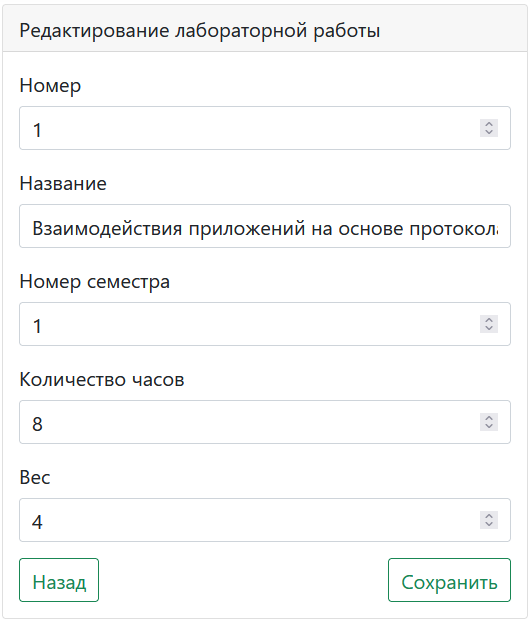 Редактирование лабораторной работы
Номер
1
Название
Взаимодействия приложений на основе протокола
Номер семестра
1
Количество часов
8
Вес
4
Назад Сохранить